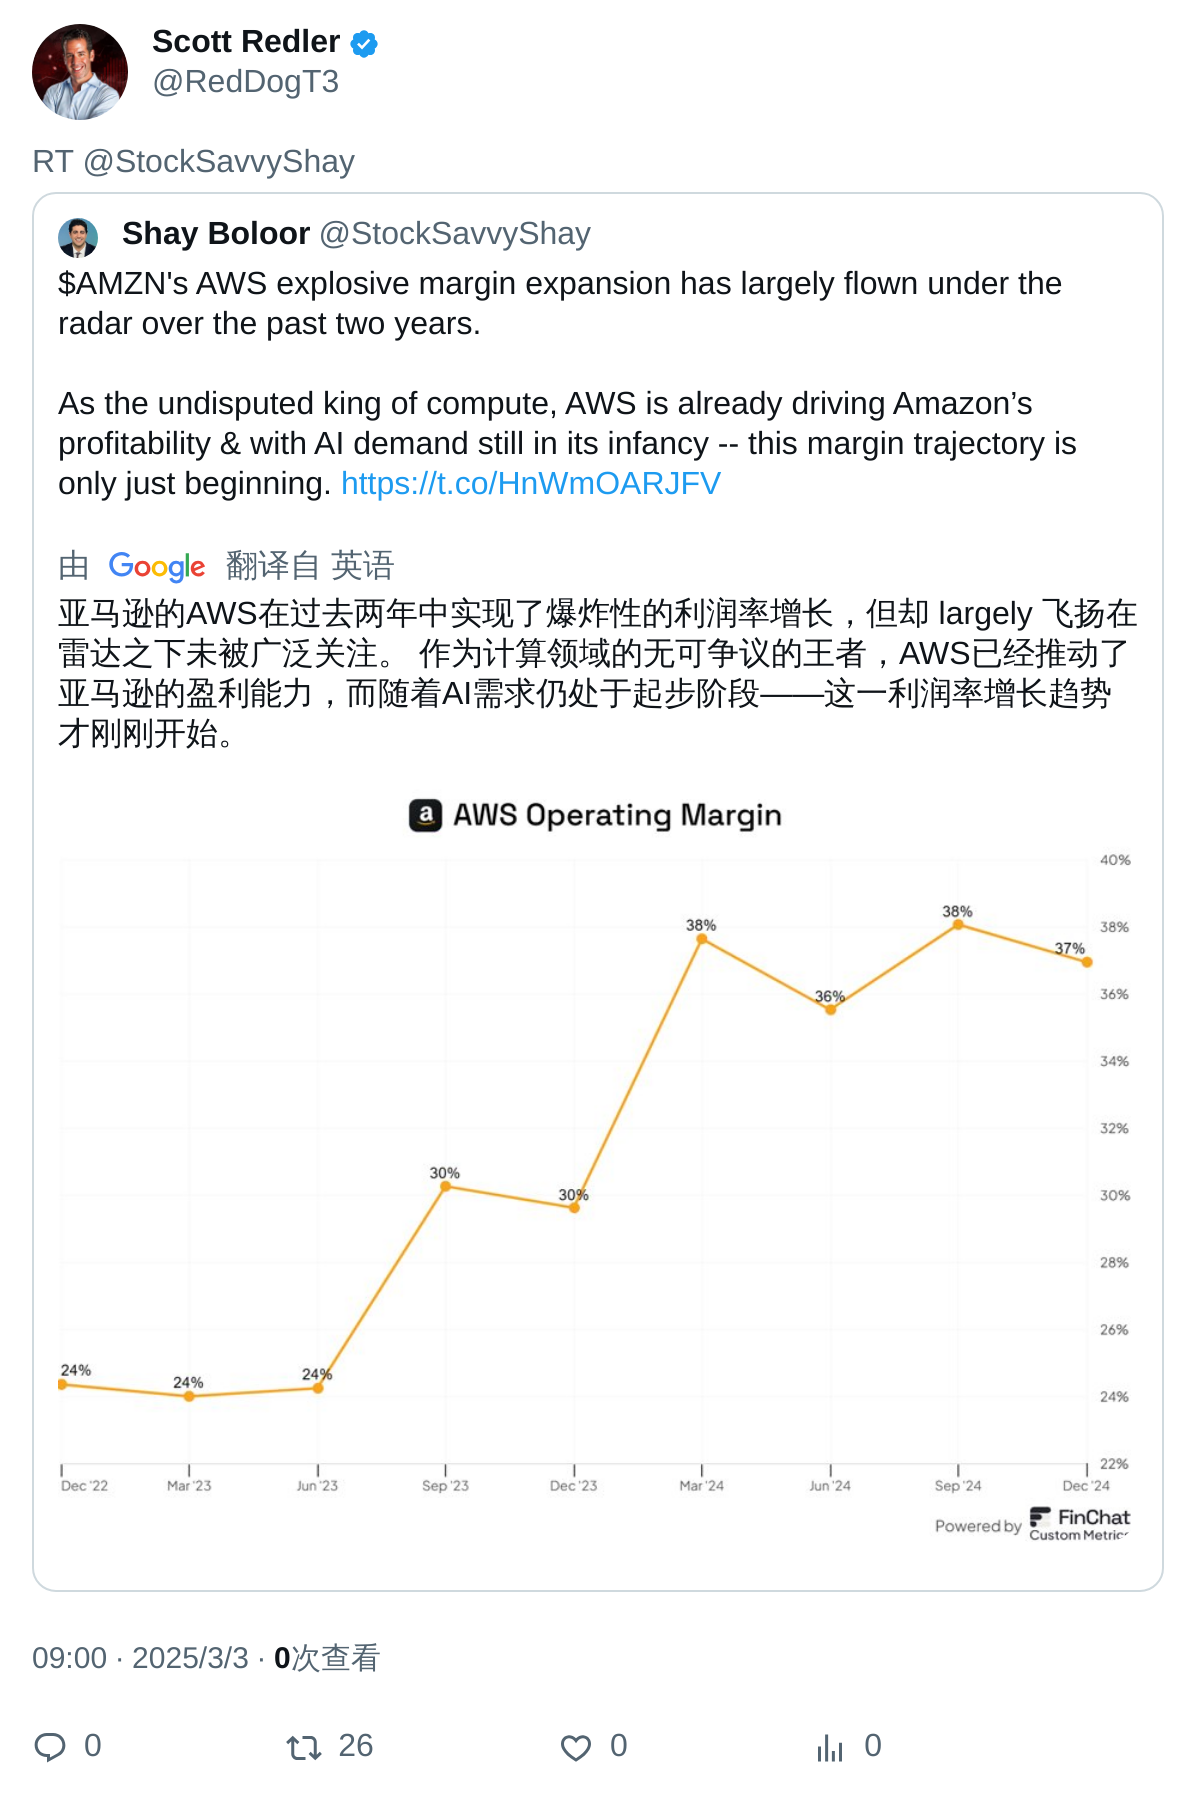 Scott Redler
@RedDogT3
RT @StockSavvyShay
Shay Boloor @StockSavvyShay
$AMZN's AWS explosive margin expansion has largely flown under the
radar over the past two years.
As the undisputed king of compute, AWS is already driving Amazon’s
profitability & with AI demand still in its infancy -- this margin trajectory is
only just beginning. https://t.co/HnWmOARJFV
由 Google 翻译自 英语
亚马逊的AWS在过去两年中实现了爆炸性的利润率增长，但却 largely 飞扬在
雷达之下未被广泛关注。 作为计算领域的无可争议的王者，AWS已经推动了
亚马逊的盈利能力，而随着AI需求仍处于起步阶段——这一利润率增长趋势
才刚刚开始。
a AWS Operating Margin
40%
38%
36%
34%
32%
30%
28%
26%
24%
22%
24%
24%
24%
30%
30%
38%
36%
38%
37%
Dec '22 Mar '23 Jun '23 Sep '23 Dec '23 Mar '24 Jun '24 Sep '24 Dec '24
Powered by FinChat
Custom Metrics
09:00 · 2025/3/3 · 0次查看
0 26 0 0